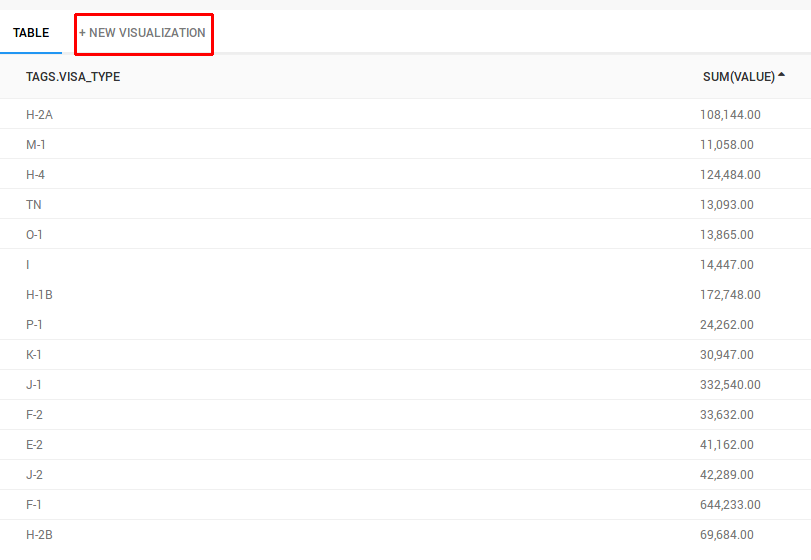 TABLE + NEW VISUALIZATION
TAGS.VISA_TYPE SUM(VALUE)
H-2A 108,144.00
M-1 11,058.00
H-4 124,484.00
TN 13,093.00
O-1 13,865.00
I 14,447.00
H-1B 172,748.00
P-1 24,262.00
K-1 30,947.00
J-1 332,540.00
F-2 33,632.00
E-2 41,162.00
J-2 42,289.00
F-1 644,233.00
H-2B 69,684.00